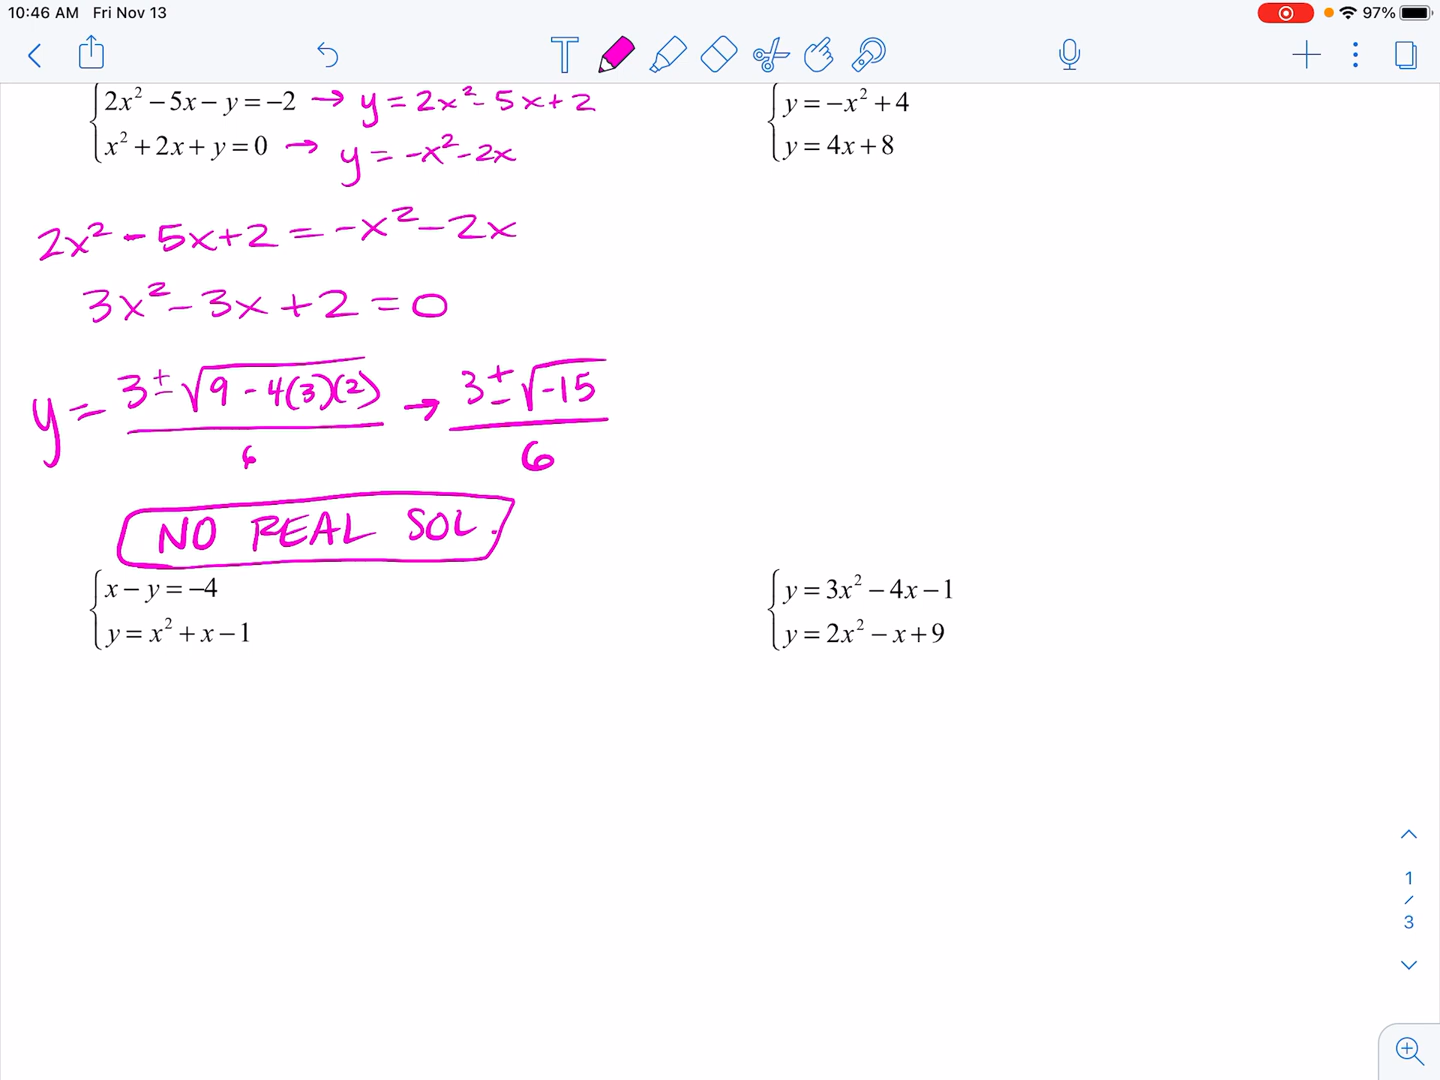 10:46 AM Fri Nov 13 97%
2x² − 5x − y = −2 → y = 2x² - 5x + 2
x² + 2x + y = 0 → y = -x² - 2x
2x² - 5x + 2 = -x² - 2x
3x² - 3x + 2 = 0
y = 3 ± √9 - 4(3)(2) / 6 → 3 ± √-15 / 6
NO REAL SOL.
y = −x² + 4
y = 4x + 8
x − y = −4
y = x² + x − 1
y = 3x² − 4x − 1
y = 2x² − x + 9
1
/
3